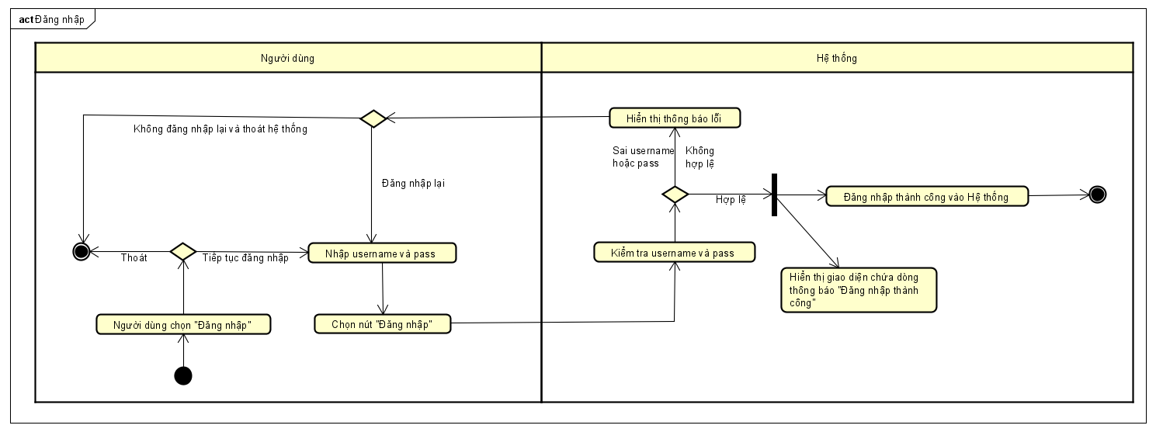 act Đăng nhập
Người dùng
Hệ thống
Hiển thị thông báo lỗi
Không đăng nhập lại và thoát hệ thống
Sai username
hoặc pass
Không
hợp lệ
Đăng nhập lại
Hợp lệ
Đăng nhập thành công vào Hệ thống
Thoát
Tiếp tục đăng nhập
Nhập username và pass
Kiểm tra username và pass
Hiển thị giao diện chứa dòng
thông báo "Đăng nhập thành
công"
Người dùng chọn "Đăng nhập"
Chọn nút "Đăng nhập"